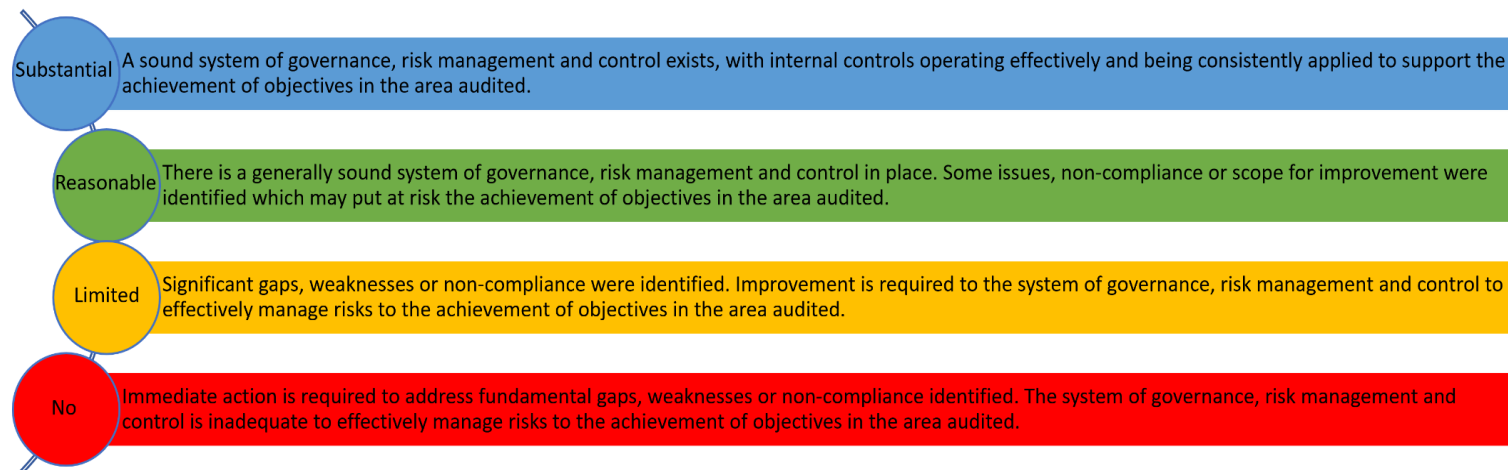 Substantial
A sound system of governance, risk management and control exists, with internal controls operating effectively and being consistently applied to support the
achievement of objectives in the area audited.
Reasonable
There is a generally sound system of governance, risk management and control in place. Some issues, non-compliance or scope for improvement were
identified which may put at risk the achievement of objectives in the area audited.
Limited
Significant gaps, weaknesses or non-compliance were identified. Improvement is required to the system of governance, risk management and control to
effectively manage risks to the achievement of objectives in the area audited.
No
Immediate action is required to address fundamental gaps, weaknesses or non-compliance identified. The system of governance, risk management and
control is inadequate to effectively manage risks to the achievement of objectives in the area audited.